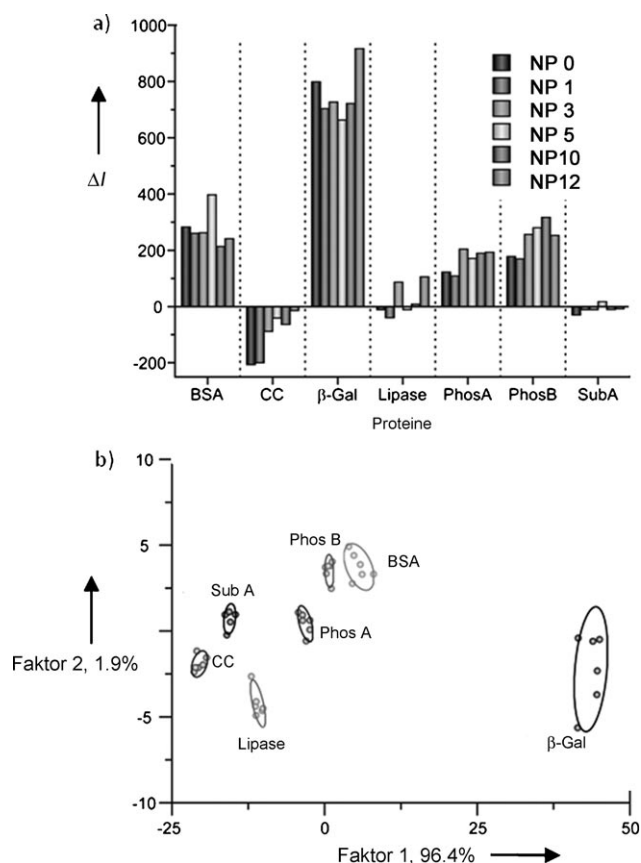 a)
1000
800
600
400
200
0
-200
ΔI
NP 0
NP 1
NP 3
NP 5
NP10
NP12
BSA CC β-Gal Lipase PhosA PhosB SubA
Proteine
b)
10
5
0
-5
-10
Faktor 2, 1.9%
Phos B
BSA
Sub A
Phos A
CC
Lipase
β-Gal
-25 0 25 50
Faktor 1, 96.4%